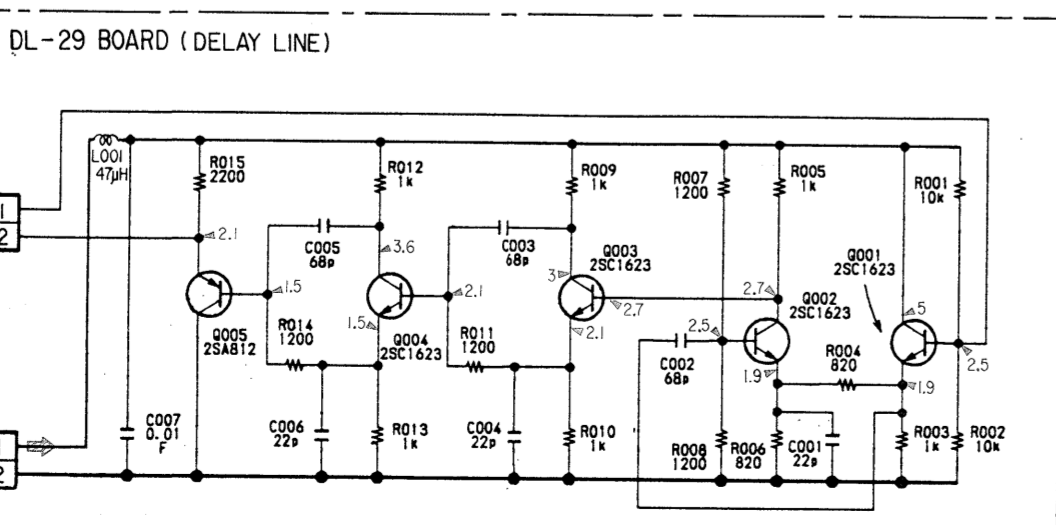 DL-29 BOARD (DELAY LINE)
L001
47µH
R015
2200
R012
1k
R009
1k
R007
1200
R005
1k
R001
10k
1
2
2.1
C005
68p
3.6
C003
68p
Q003
2SC1623
Q001
2SC1623
3
2.7
2.7
5
Q002
2SC1623
1.5
2.1
1.5
2.1
2.5
2.5
Q005
2SA812
R014
1200
Q004
2SC1623
R011
1200
C002
68p
R004
820
1.9
1.9
C007
0.01
F
C006
22p
R013
1k
C004
22p
R010
1k
R008
1200
R006
820
C001
22p
R003
1k
R002
10k
1
2